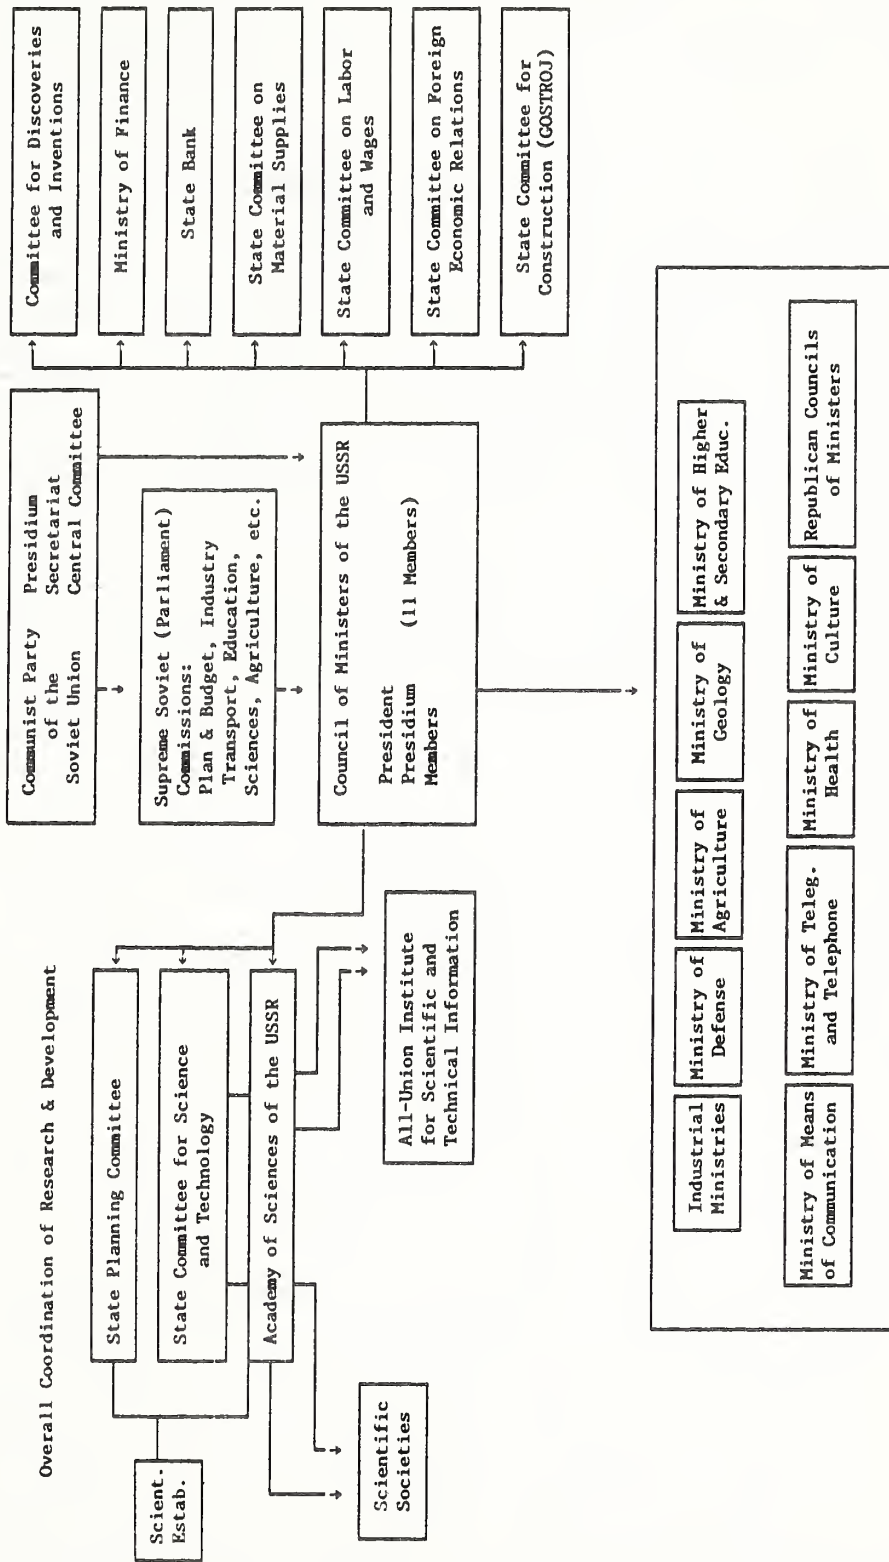 Overall Coordination of Research & Development
Scient.
Estab.
State Planning Committee
State Committee for Science
and Technology
Academy of Sciences of the USSR
Scientific
Societies
All-Union Institute
for Scientific and
Technical Information
Communist Party
of the
Soviet Union
Presidium
Secretariat
Central Committee
Supreme Soviet (Parliament)
Commissions:
Plan & Budget, Industry
Transport, Education,
Sciences, Agriculture, etc.
Council of Ministers of the USSR
President
Presidium (11 Members)
Members
Committee for Discoveries
and Inventions
Ministry of Finance
State Bank
State Committee on
Material Supplies
State Committee on Labor
and Wages
State Committee on Foreign
Economic Relations
State Committee for
Construction (GOSTROJ)
Industrial
Ministries
Ministry of
Defense
Ministry of
Agriculture
Ministry of
Geology
Ministry of Higher
& Secondary Educ.
Ministry of Means
of Communication
Ministry of Teleg.
and Telephone
Ministry of
Health
Ministry of
Culture
Republican Councils
of Ministers